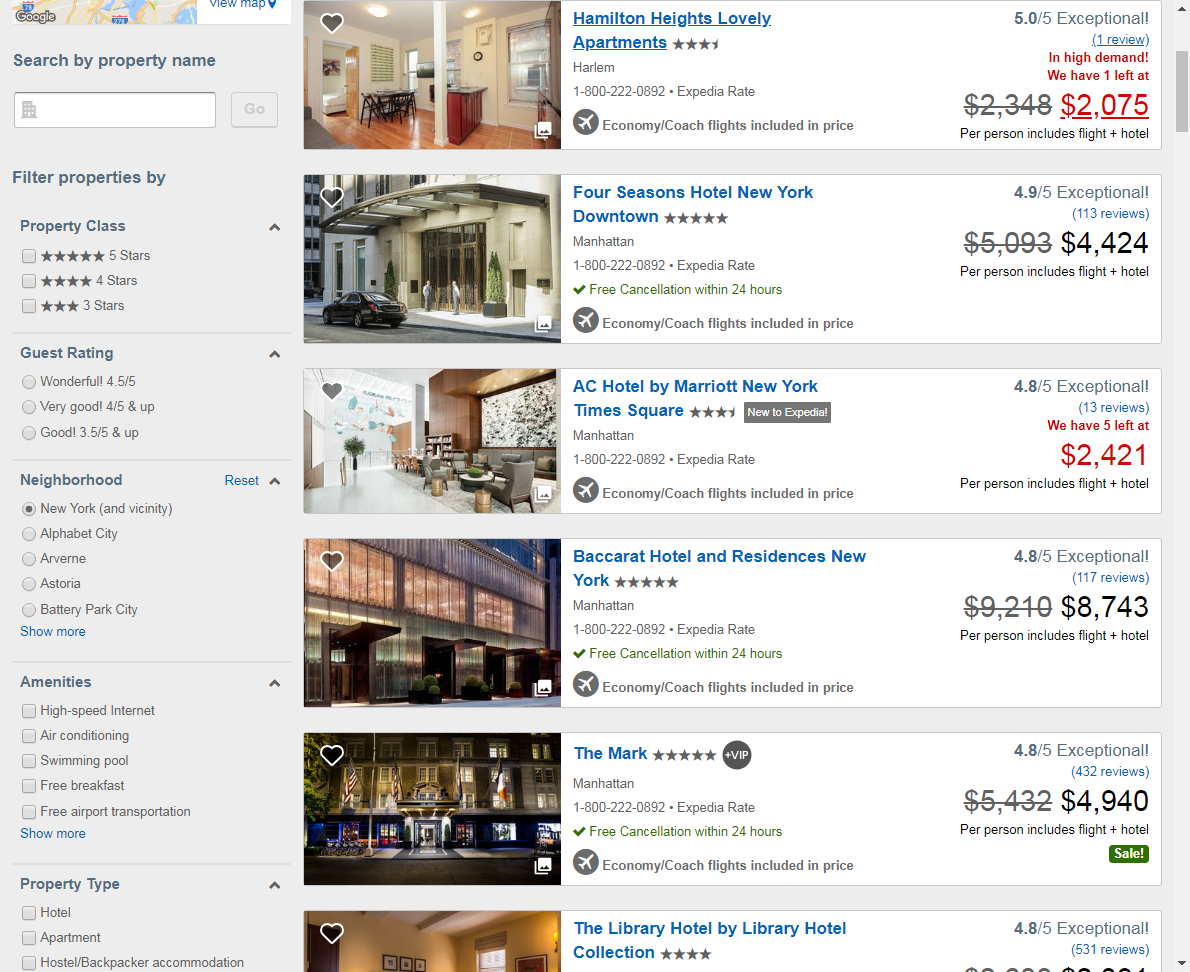 Google
View map
Search by property name
Go
Filter properties by
Property Class
★★★★★ 5 Stars
★★★★ 4 Stars
★★★ 3 Stars
Guest Rating
Wonderful! 4.5/5
Very good! 4/5 & up
Good! 3.5/5 & up
Neighborhood Reset
New York (and vicinity)
Alphabet City
Arverne
Astoria
Battery Park City
Show more
Amenities
High-speed Internet
Air conditioning
Swimming pool
Free breakfast
Free airport transportation
Show more
Property Type
Hotel
Apartment
Hostel/Backpacker accommodation
Hamilton Heights Lovely
Apartments
Harlem
1-800-222-0892 • Expedia Rate
Economy/Coach flights included in price
5.0/5 Exceptional!
(1 review)
In high demand!
We have 1 left at
$2,348 $2,075
Per person includes flight + hotel
Four Seasons Hotel New York
Downtown
Manhattan
1-800-222-0892 • Expedia Rate
Free Cancellation within 24 hours
Economy/Coach flights included in price
4.9/5 Exceptional!
(113 reviews)
$5,093 $4,424
Per person includes flight + hotel
AC Hotel by Marriott New York
Times Square New to Expedia!
Manhattan
1-800-222-0892 • Expedia Rate
Economy/Coach flights included in price
4.8/5 Exceptional!
(13 reviews)
We have 5 left at
$2,421
Per person includes flight + hotel
Baccarat Hotel and Residences New
York
Manhattan
1-800-222-0892 • Expedia Rate
Free Cancellation within 24 hours
Economy/Coach flights included in price
4.8/5 Exceptional!
(117 reviews)
$9,210 $8,743
Per person includes flight + hotel
The Mark +VIP
Manhattan
1-800-222-0892 • Expedia Rate
Free Cancellation within 24 hours
Economy/Coach flights included in price
4.8/5 Exceptional!
(432 reviews)
$5,432 $4,940
Per person includes flight + hotel
Sale!
The Library Hotel by Library Hotel
Collection
4.8/5 Exceptional!
(531 reviews)